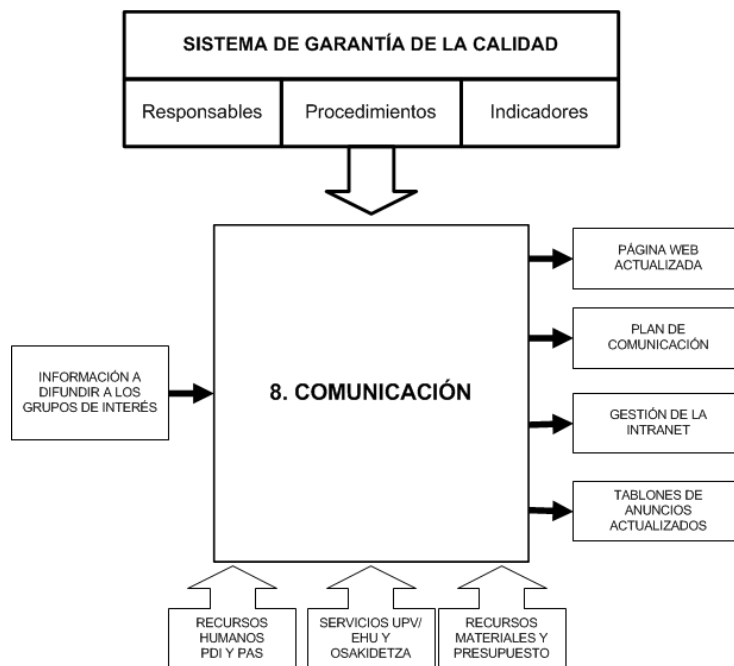 SISTEMA DE GARANTÍA DE LA CALIDAD
Responsables
Procedimientos
Indicadores
INFORMACIÓN A
DIFUNDIR A LOS
GRUPOS DE INTERÉS
8. COMUNICACIÓN
PÁGINA WEB
ACTUALIZADA
PLAN DE
COMUNICACIÓN
GESTIÓN DE LA
INTRANET
TABLONES DE
ANUNCIOS
ACTUALIZADOS
RECURSOS
HUMANOS
PDI Y PAS
SERVICIOS UPV/
EHU Y
OSAKIDETZA
RECURSOS
MATERIALES Y
PRESUPUESTO